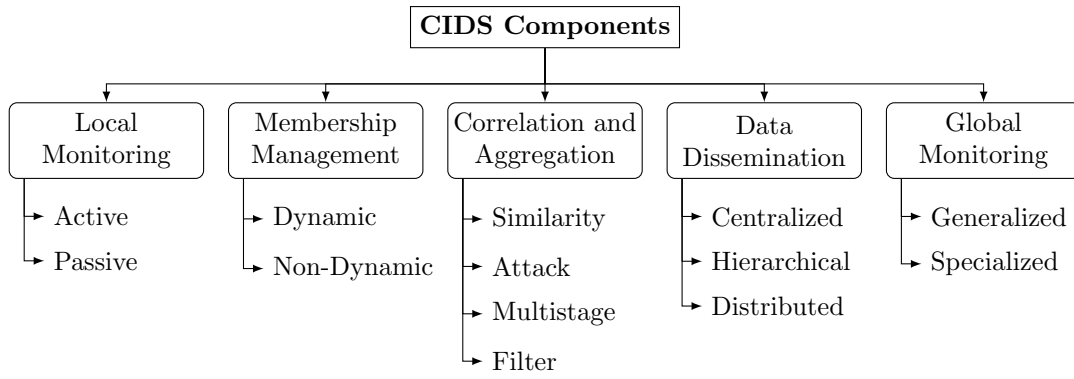 CIDS Components
Local
Monitoring
Membership
Management
Correlation and
Aggregation
Data
Dissemination
Global
Monitoring
Active
Passive
Dynamic
Non-Dynamic
Similarity
Attack
Multistage
Filter
Centralized
Hierarchical
Distributed
Generalized
Specialized